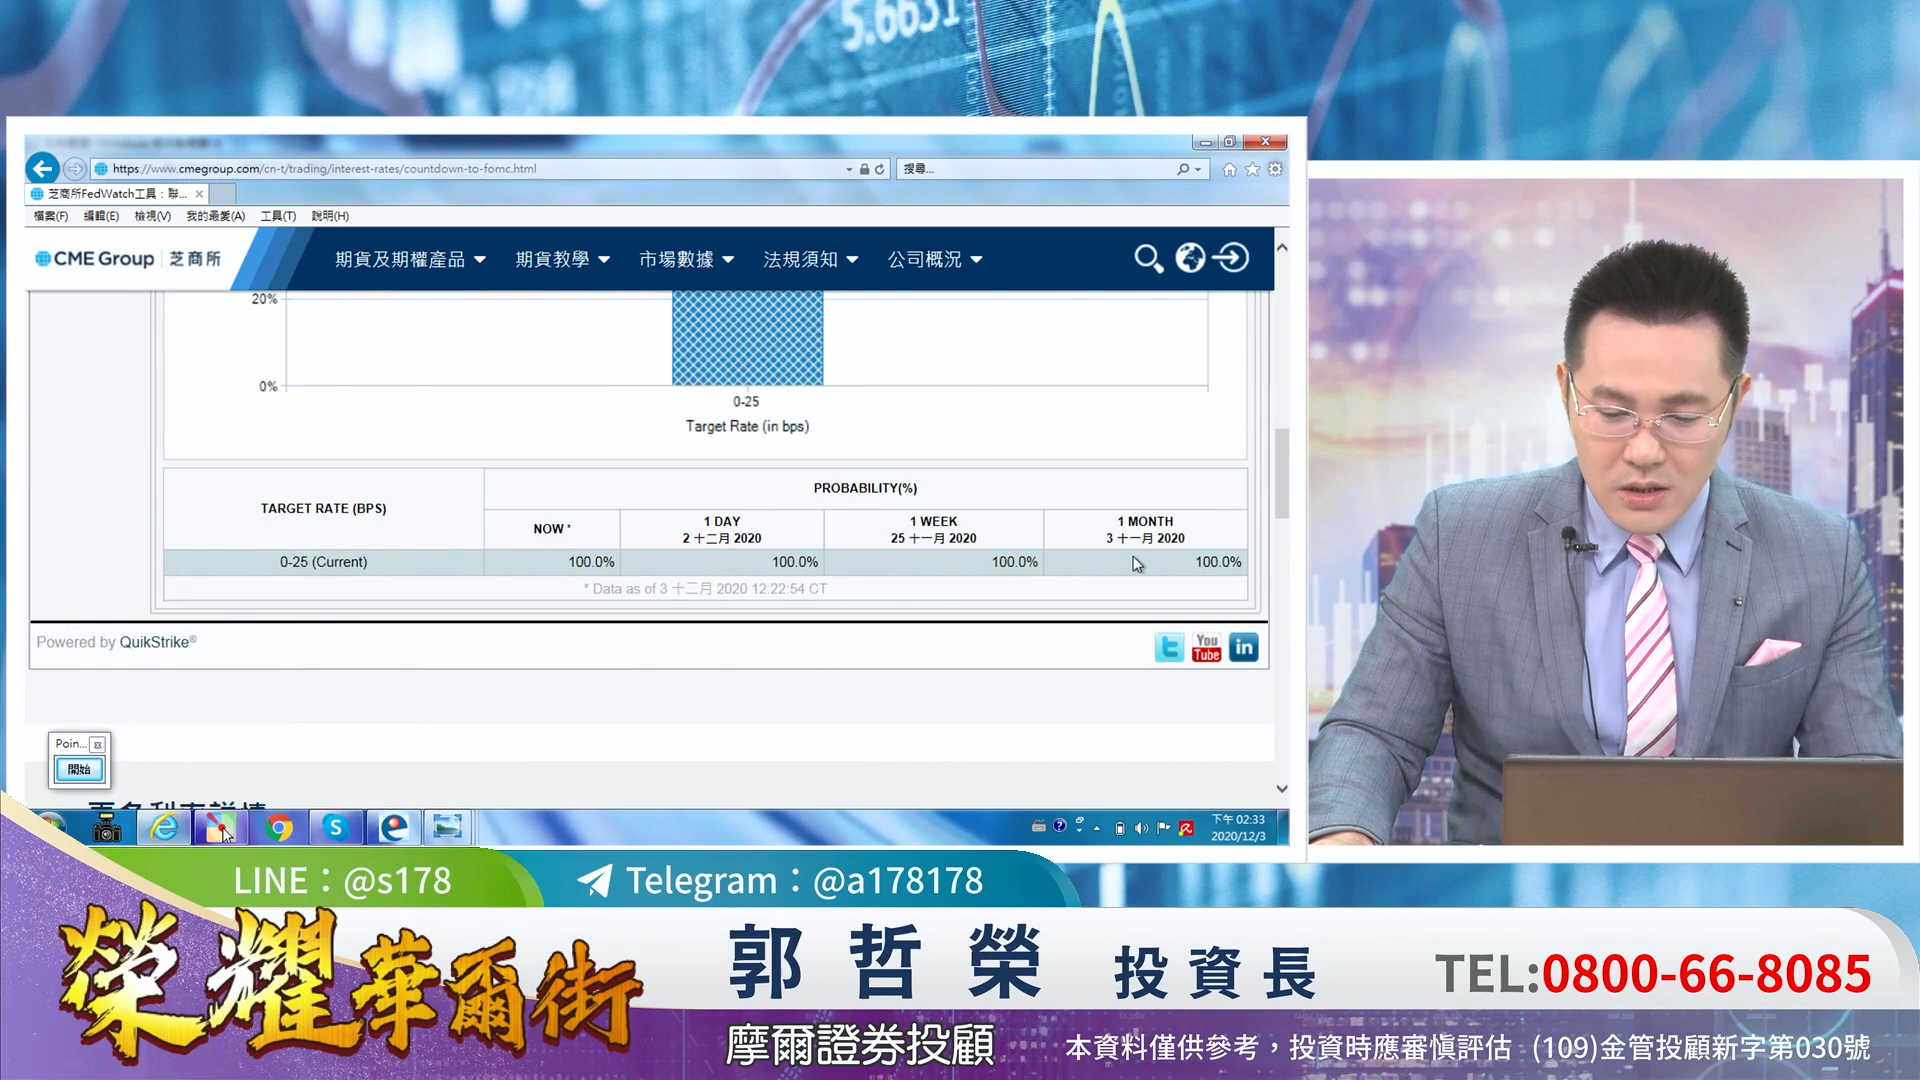 5.6631
https://www.cmegroup.com/cn-t/trading/interest-rates/countdown-to-fomc.html
搜尋...
芝商所FedWatch工具：聯...
檔案(F) 編輯(E) 檢視(V) 我的最愛(A) 工具(T) 說明(H)
CME Group 芝商所
期貨及期權產品 期貨教學 市場數據 法規須知 公司概況
20%
0%
0-25
Target Rate (in bps)
TARGET RATE (BPS)
PROBABILITY(%)
NOW *
1 DAY
2 十二月 2020
1 WEEK
25 十一月 2020
1 MONTH
3 十一月 2020
0-25 (Current) 100.0% 100.0% 100.0% 100.0%
* Data as of 3 十二月 2020 12:22:54 CT
Powered by QuikStrike®
You Tube
in
Poin...
開始
下午 02:33
2020/12/3
LINE：@s178
Telegram：@a178178
榮耀華爾街
郭哲榮 投資長
TEL:0800-66-8085
摩爾證券投顧
本資料僅供參考，投資時應審慎評估 (109)金管投顧新字第030號